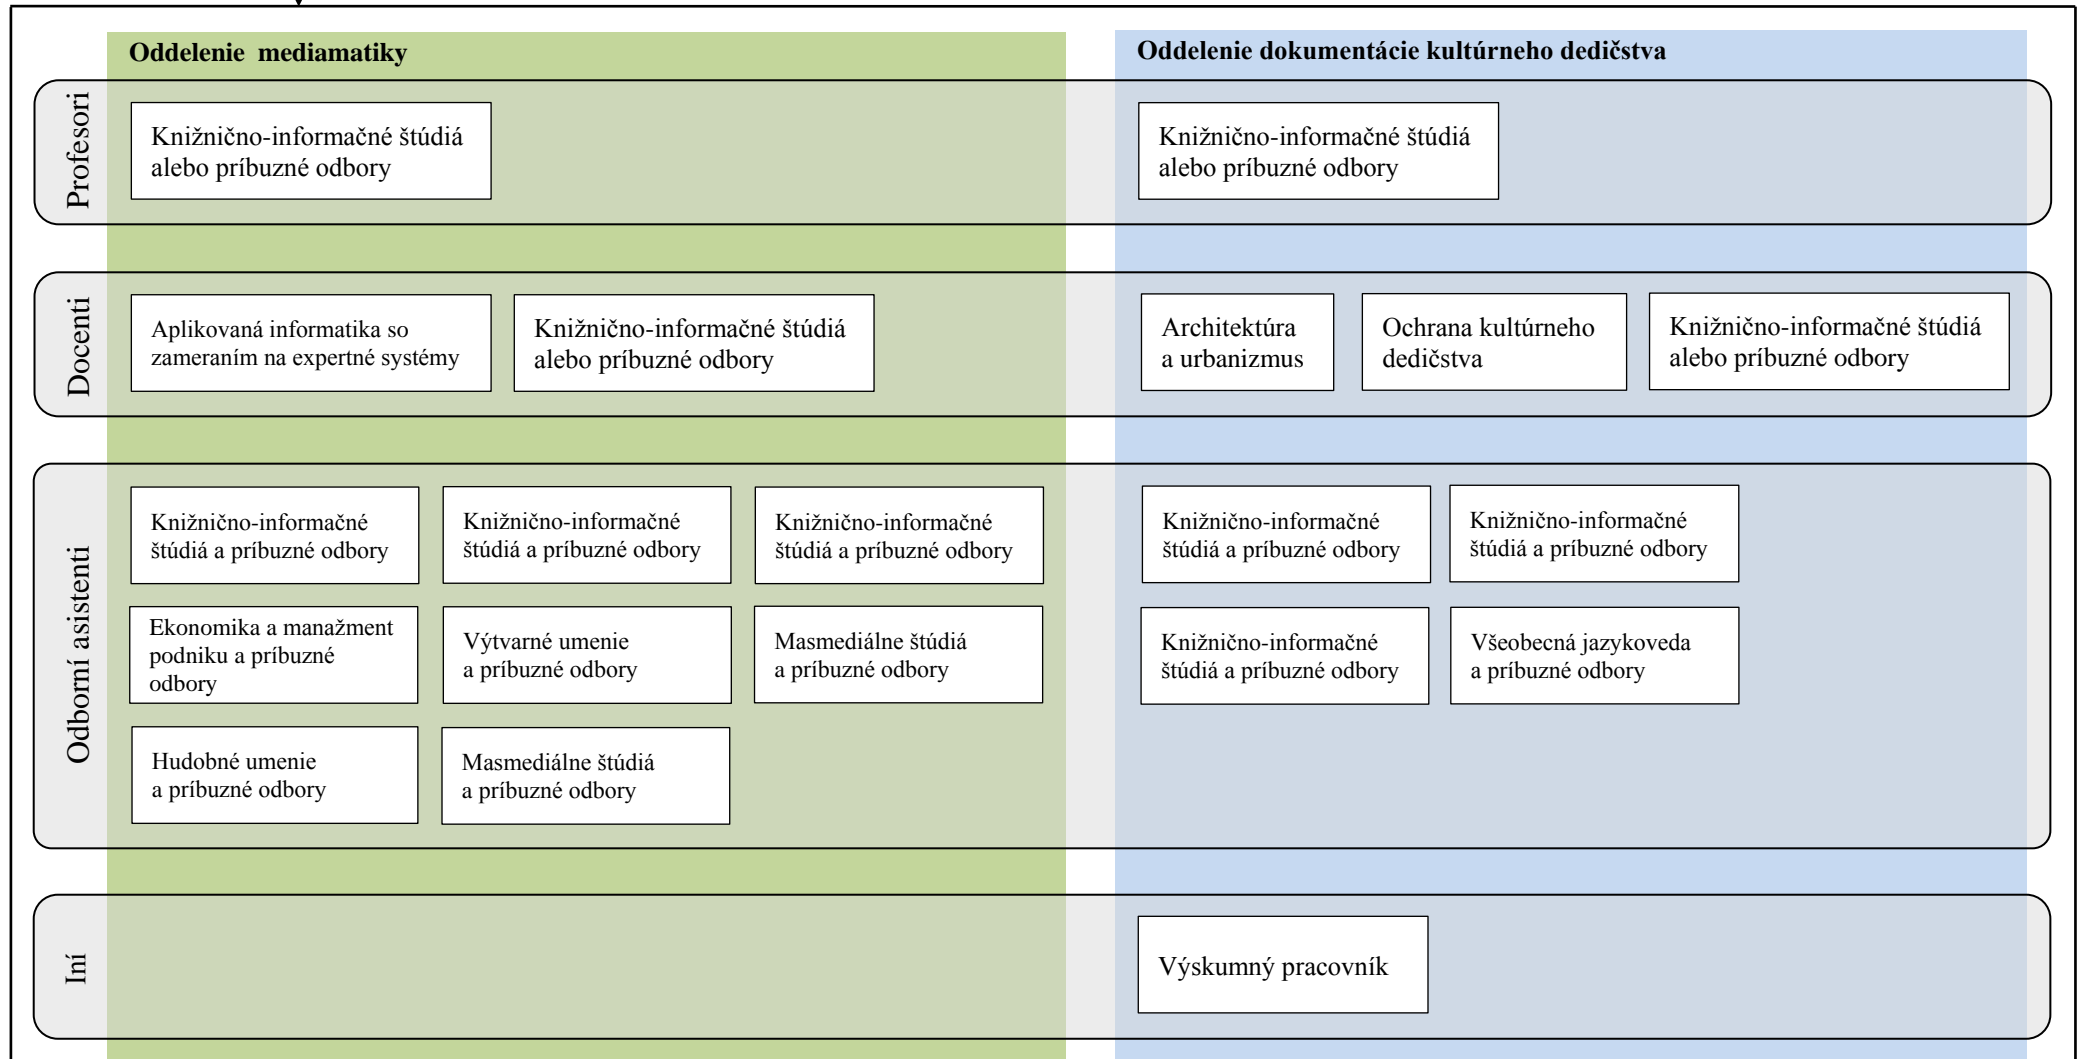 Oddelenie mediamatiky
Oddelenie dokumentácie kultúrneho dedičstva
Profesori
Knižnično-informačné štúdiá
alebo príbuzné odbory
Knižnično-informačné štúdiá
alebo príbuzné odbory
Docenti
Aplikovaná informatika so
zameraním na expertné systémy
Knižnično-informačné štúdiá
alebo príbuzné odbory
Architektúra
a urbanizmus
Ochrana kultúrneho
dedičstva
Knižnično-informačné štúdiá
alebo príbuzné odbory
Odborní asistenti
Knižnično-informačné
štúdiá a príbuzné odbory
Knižnično-informačné
štúdiá a príbuzné odbory
Knižnično-informačné
štúdiá a príbuzné odbory
Knižnično-informačné
štúdiá a príbuzné odbory
Knižnično-informačné
štúdiá a príbuzné odbory
Ekonomika a manažment
podniku a príbuzné
odbory
Výtvarné umenie
a príbuzné odbory
Masmediálne štúdiá
a príbuzné odbory
Knižnično-informačné
štúdiá a príbuzné odbory
Všeobecná jazykoveda
a príbuzné odbory
Hudobné umenie
a príbuzné odbory
Masmediálne štúdiá
a príbuzné odbory
Iní
Výskumný pracovník